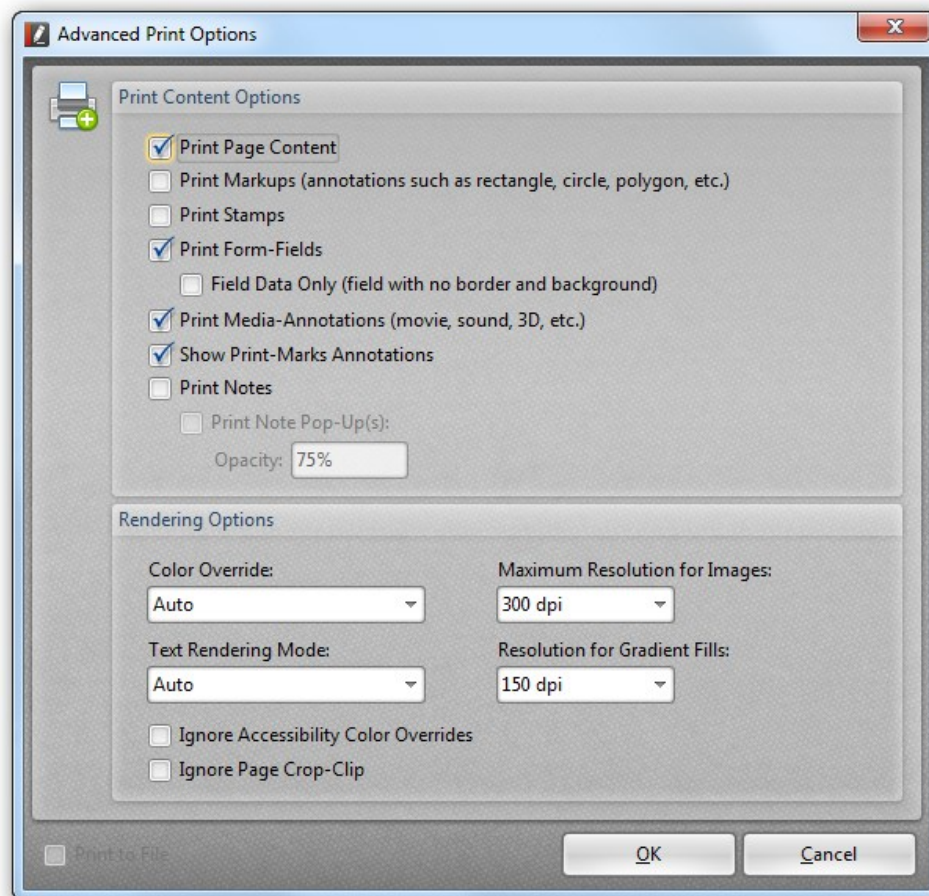 Advanced Print Options
Print Content Options
Print Page Content
Print Markups (annotations such as rectangle, circle, polygon, etc.)
Print Stamps
Print Form-Fields
Field Data Only (field with no border and background)
Print Media-Annotations (movie, sound, 3D, etc.)
Show Print-Marks Annotations
Print Notes
Print Note Pop-Up(s):
Opacity: 75%
Rendering Options
Color Override: Maximum Resolution for Images:
Auto 300 dpi
Text Rendering Mode: Resolution for Gradient Fills:
Auto 150 dpi
Ignore Accessibility Color Overrides
Ignore Page Crop-Clip
Print to File OK Cancel